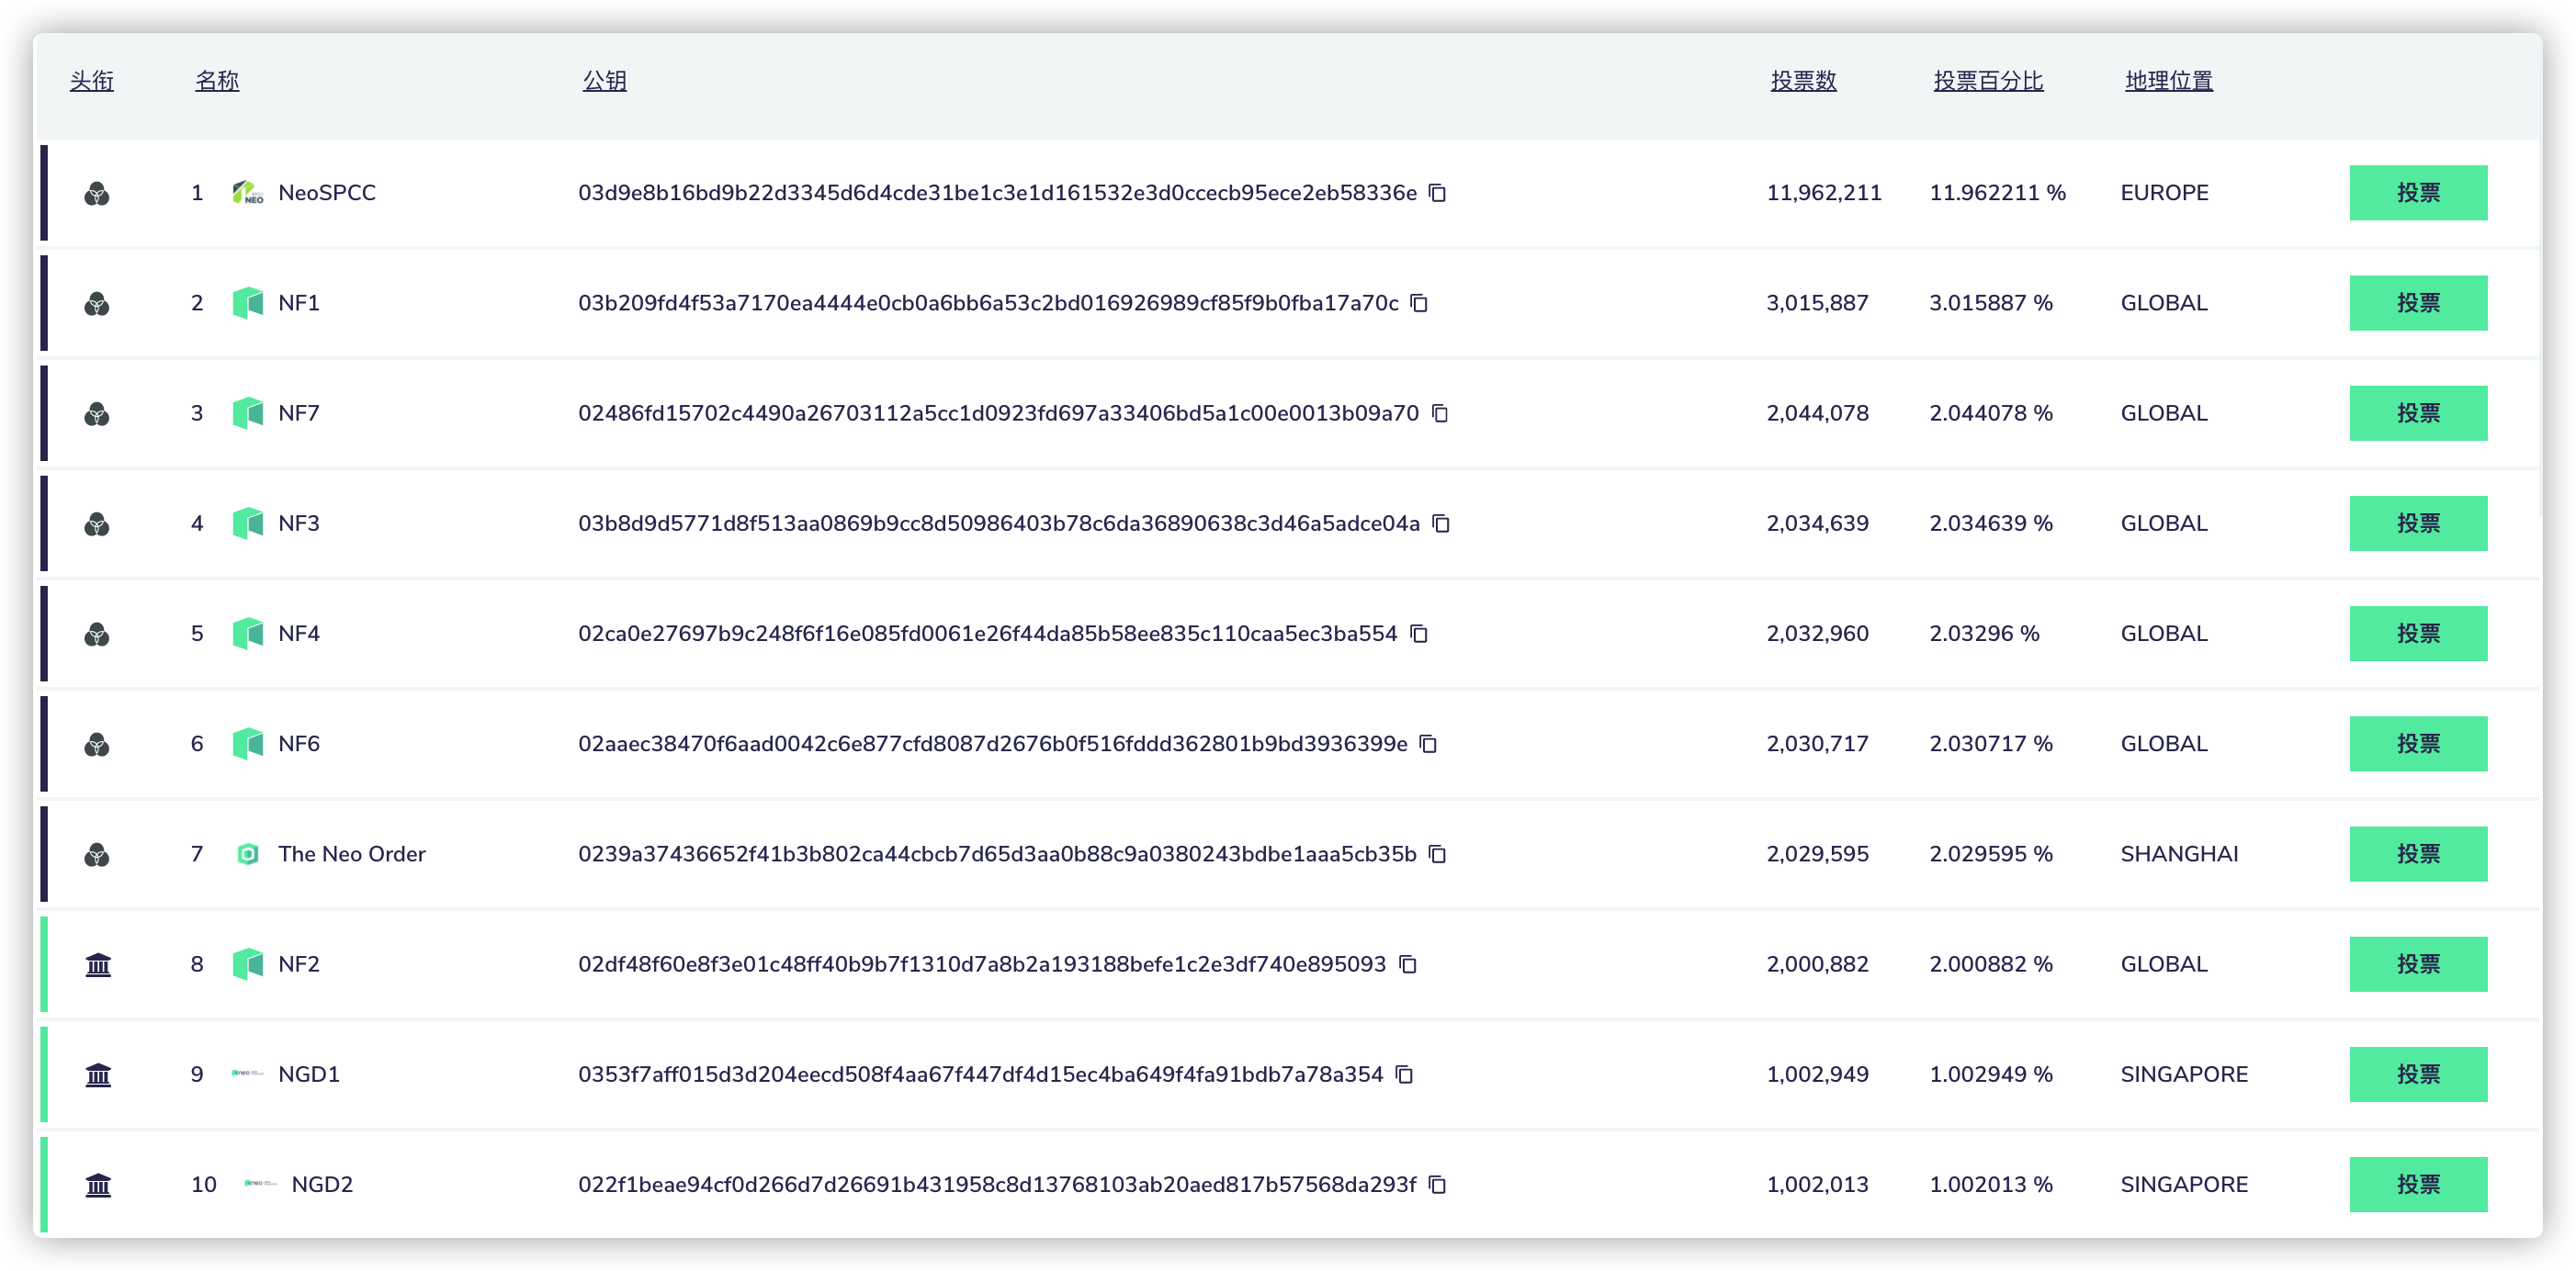 头衔 名称 公钥 投票数 投票百分比 地理位置
1 NEO NeoSPCC 03d9e8b16bd9b22d3345d6d4cde31be1c3e1d161532e3d0ccecb95ece2eb58336e 11,962,211 11.962211 % EUROPE 投票
2 NF1 03b209fd4f53a7170ea4444e0cb0a6bb6a53c2bd016926989cf85f9b0fba17a70c 3,015,887 3.015887 % GLOBAL 投票
3 NF7 02486fd15702c4490a26703112a5cc1d0923fd697a33406bd5a1c00e0013b09a70 2,044,078 2.044078 % GLOBAL 投票
4 NF3 03b8d9d5771d8f513aa0869b9cc8d50986403b78c6da36890638c3d46a5adce04a 2,034,639 2.034639 % GLOBAL 投票
5 NF4 02ca0e27697b9c248f6f16e085fd0061e26f44da85b58ee835c110caa5ec3ba554 2,032,960 2.03296 % GLOBAL 投票
6 NF6 02aaec38470f6aad0042c6e877cfd8087d2676b0f516fddd362801b9bd3936399e 2,030,717 2.030717 % GLOBAL 投票
7 The Neo Order 0239a37436652f41b3b802ca44cbcb7d65d3aa0b88c9a0380243bdbe1aaa5cb35b 2,029,595 2.029595 % SHANGHAI 投票
8 NF2 02df48f60e8f3e01c48ff40b9b7f1310d7a8b2a193188befe1c2e3df740e895093 2,000,882 2.000882 % GLOBAL 投票
9 neo NGD1 0353f7aff015d3d204eecd508f4aa67f447df4d15ec4ba649f4fa91bdb7a78a354 1,002,949 1.002949 % SINGAPORE 投票
10 neo NGD2 022f1beae94cf0d266d7d26691b431958c8d13768103ab20aed817b57568da293f 1,002,013 1.002013 % SINGAPORE 投票